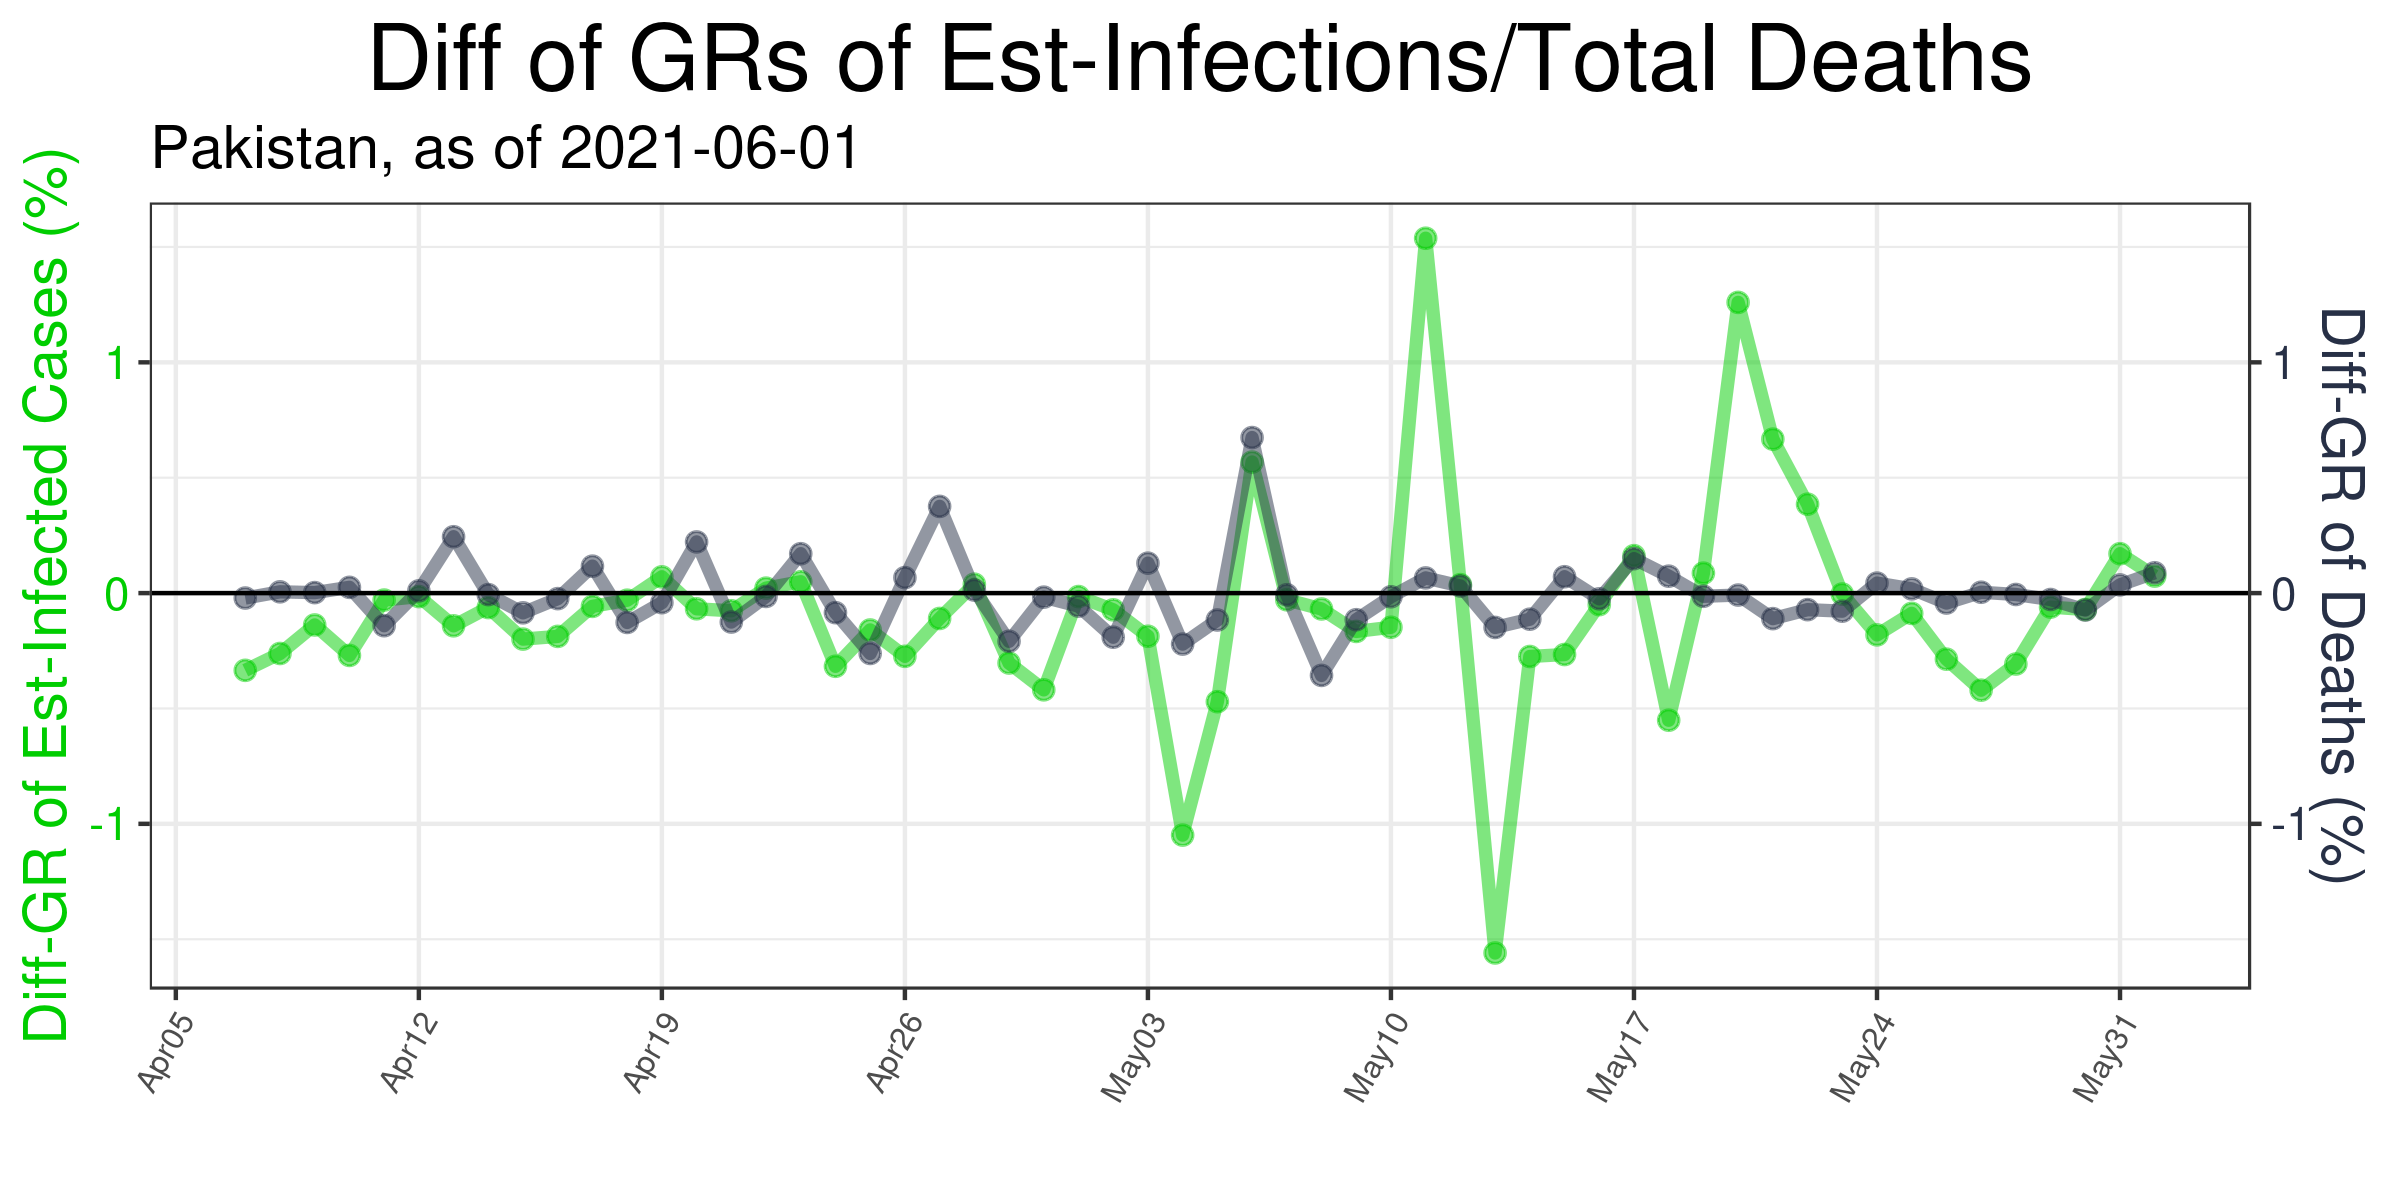 Diff of GRs of Est-Infections/Total Deaths
Pakistan, as of 2021-06-01
Diff-GR of Est-Infected Cases (%)
1
0
-1
1
0
-1
Diff-GR of Deaths (%)
Apr05
Apr12
Apr19
Apr26
May03
May10
May17
May24
May31